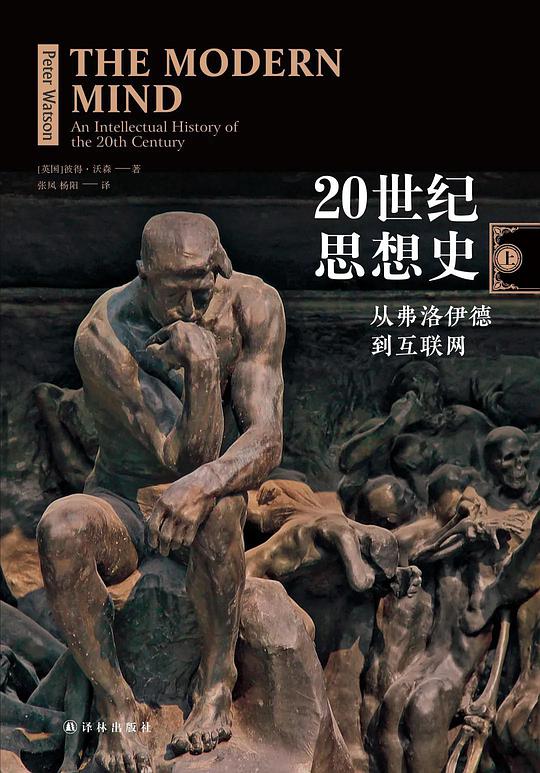 Peter Watson
THE MODERN
MIND
An Intellectual History of
the 20th Century
[英国]彼得·沃森 —— 著
张凤 杨阳 —— 译
20世纪
思想史
上
从弗洛伊德
到互联网
译林出版社